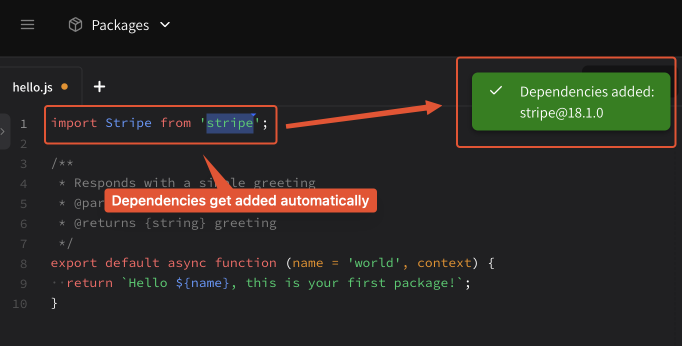 Packages
hello.js
Dependencies added:
stripe@18.1.0
1 import Stripe from 'stripe';
2
3 /**
4 * Responds with a simple greeting
Dependencies get added automatically
5 * @par
6 * @returns {string} greeting
7 */
8 export default async function (name = 'world', context) {
9 return `Hello ${name}, this is your first package!`;
10 }